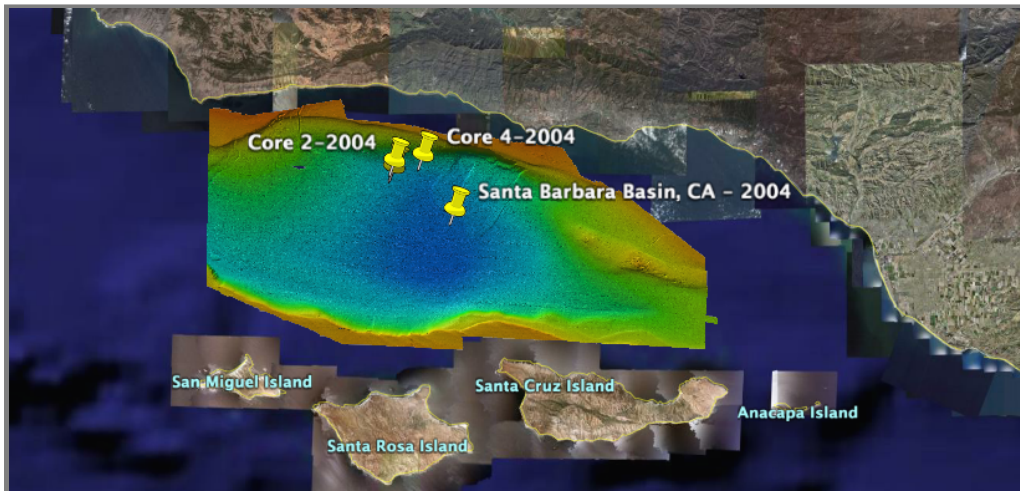 Core 2-2004
Core 4-2004
Santa Barbara Basin, CA - 2004
San Miguel Island
Santa Cruz Island
Anacapa Island
Santa Rosa Island